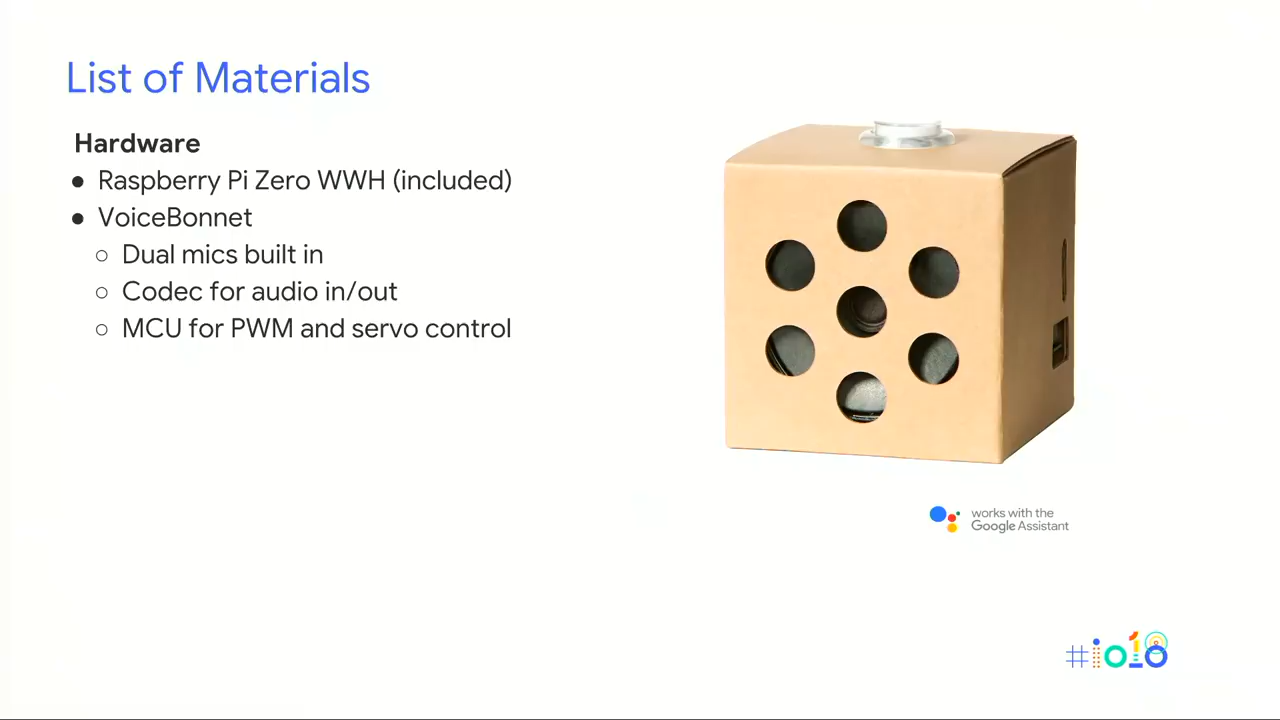 List of Materials
Hardware
● Raspberry Pi Zero WWH (included)
● VoiceBonnet
○ Dual mics built in
○ Codec for audio in/out
○ MCU for PWM and servo control
works with the
Google Assistant
#io18